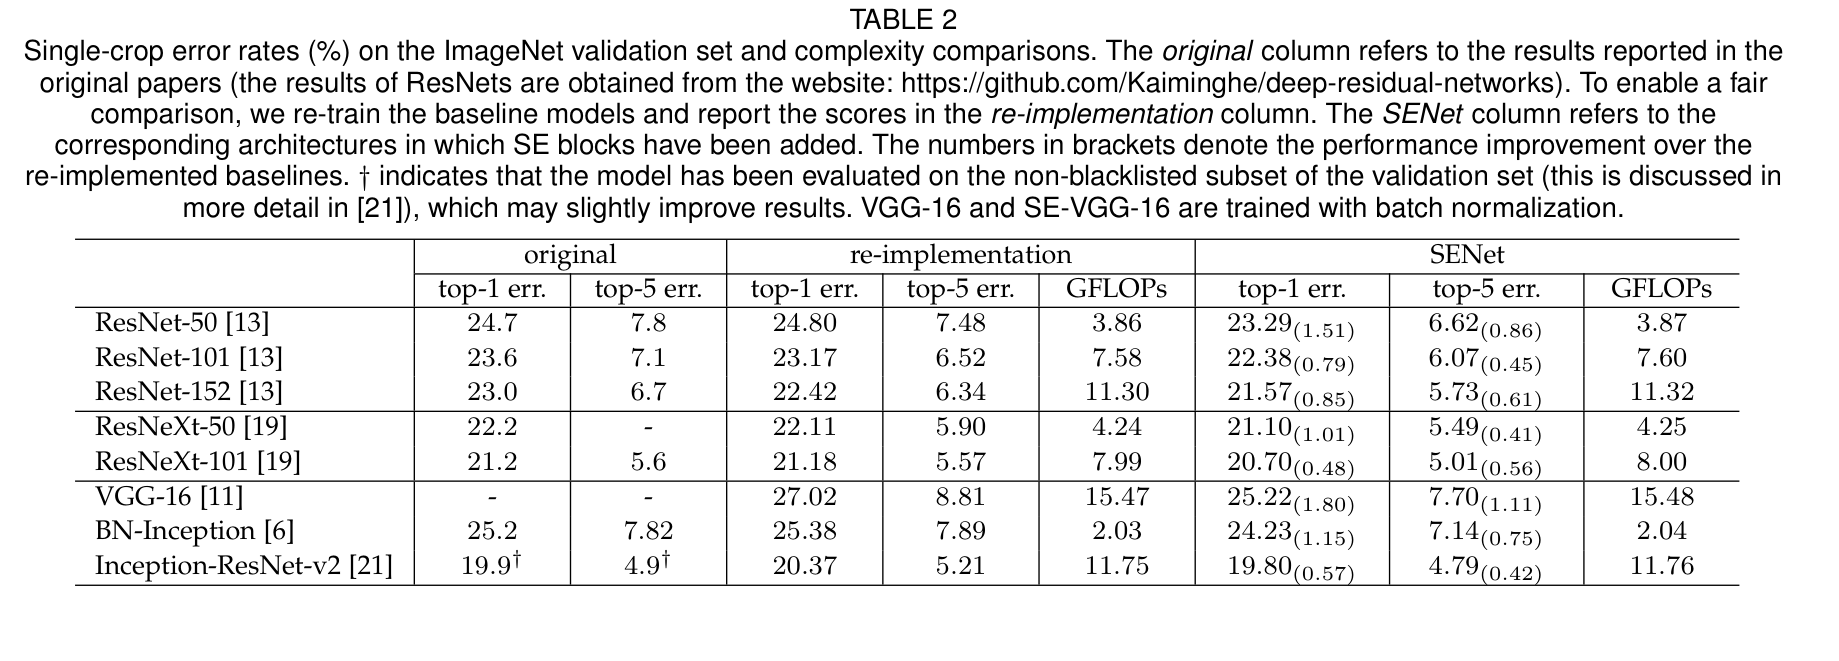 TABLE 2
Single-crop error rates (%) on the ImageNet validation set and complexity comparisons. The original column refers to the results reported in the
original papers (the results of ResNets are obtained from the website: https://github.com/Kaiminghe/deep-residual-networks). To enable a fair
comparison, we re-train the baseline models and report the scores in the re-implementation column. The SENet column refers to the
corresponding architectures in which SE blocks have been added. The numbers in brackets denote the performance improvement over the
re-implemented baselines. † indicates that the model has been evaluated on the non-blacklisted subset of the validation set (this is discussed in
more detail in [21]), which may slightly improve results. VGG-16 and SE-VGG-16 are trained with batch normalization.
original re-implementation SENet
top-1 err. top-5 err. top-1 err. top-5 err. GFLOPs top-1 err. top-5 err. GFLOPs
ResNet-50 [13] 24.7 7.8 24.80 7.48 3.86 23.29(1.51) 6.62(0.86) 3.87
ResNet-101 [13] 23.6 7.1 23.17 6.52 7.58 22.38(0.79) 6.07(0.45) 7.60
ResNet-152 [13] 23.0 6.7 22.42 6.34 11.30 21.57(0.85) 5.73(0.61) 11.32
ResNeXt-50 [19] 22.2 - 22.11 5.90 4.24 21.10(1.01) 5.49(0.41) 4.25
ResNeXt-101 [19] 21.2 5.6 21.18 5.57 7.99 20.70(0.48) 5.01(0.56) 8.00
VGG-16 [11] - - 27.02 8.81 15.47 25.22(1.80) 7.70(1.11) 15.48
BN-Inception [6] 25.2 7.82 25.38 7.89 2.03 24.23(1.15) 7.14(0.75) 2.04
Inception-ResNet-v2 [21] 19.9† 4.9† 20.37 5.21 11.75 19.80(0.57) 4.79(0.42) 11.76